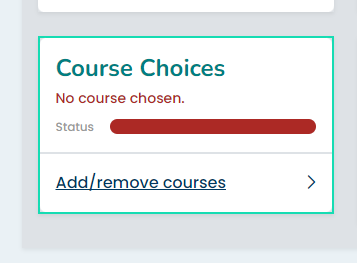 Course Choices
No course chosen.
Status
Add/remove courses